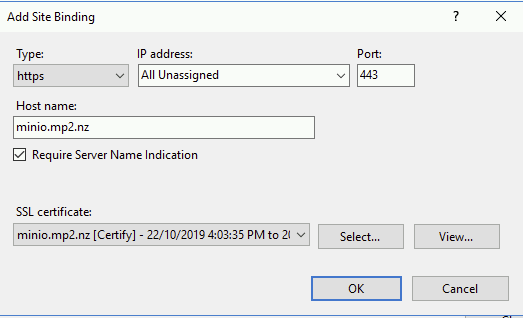 Add Site Binding
?
Type:
IP address:
Port:
https
All Unassigned
443
Host name:
minio.mp2.nz
Require Server Name Indication
SSL certificate:
minio.mp2.nz [Certify] - 22/10/2019 4:03:35 PM to 20
Select...
View...
OK
Cancel